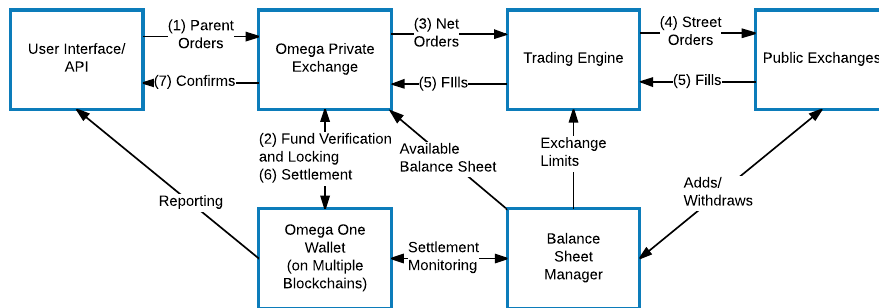 (1) Parent
Orders
(3) Net
Orders
(4) Street
Orders
User Interface/
API
Omega Private
Exchange
Trading Engine
Public Exchanges
(7) Confirms
(5) FIlls
(5) Fills
(2) Fund Verification
and Locking
(6) Settlement
Available
Balance Sheet
Exchange
Limits
Adds/
Withdraws
Reporting
Omega One
Wallet
(on Multiple
Blockchains)
Settlement
Monitoring
Balance
Sheet
Manager